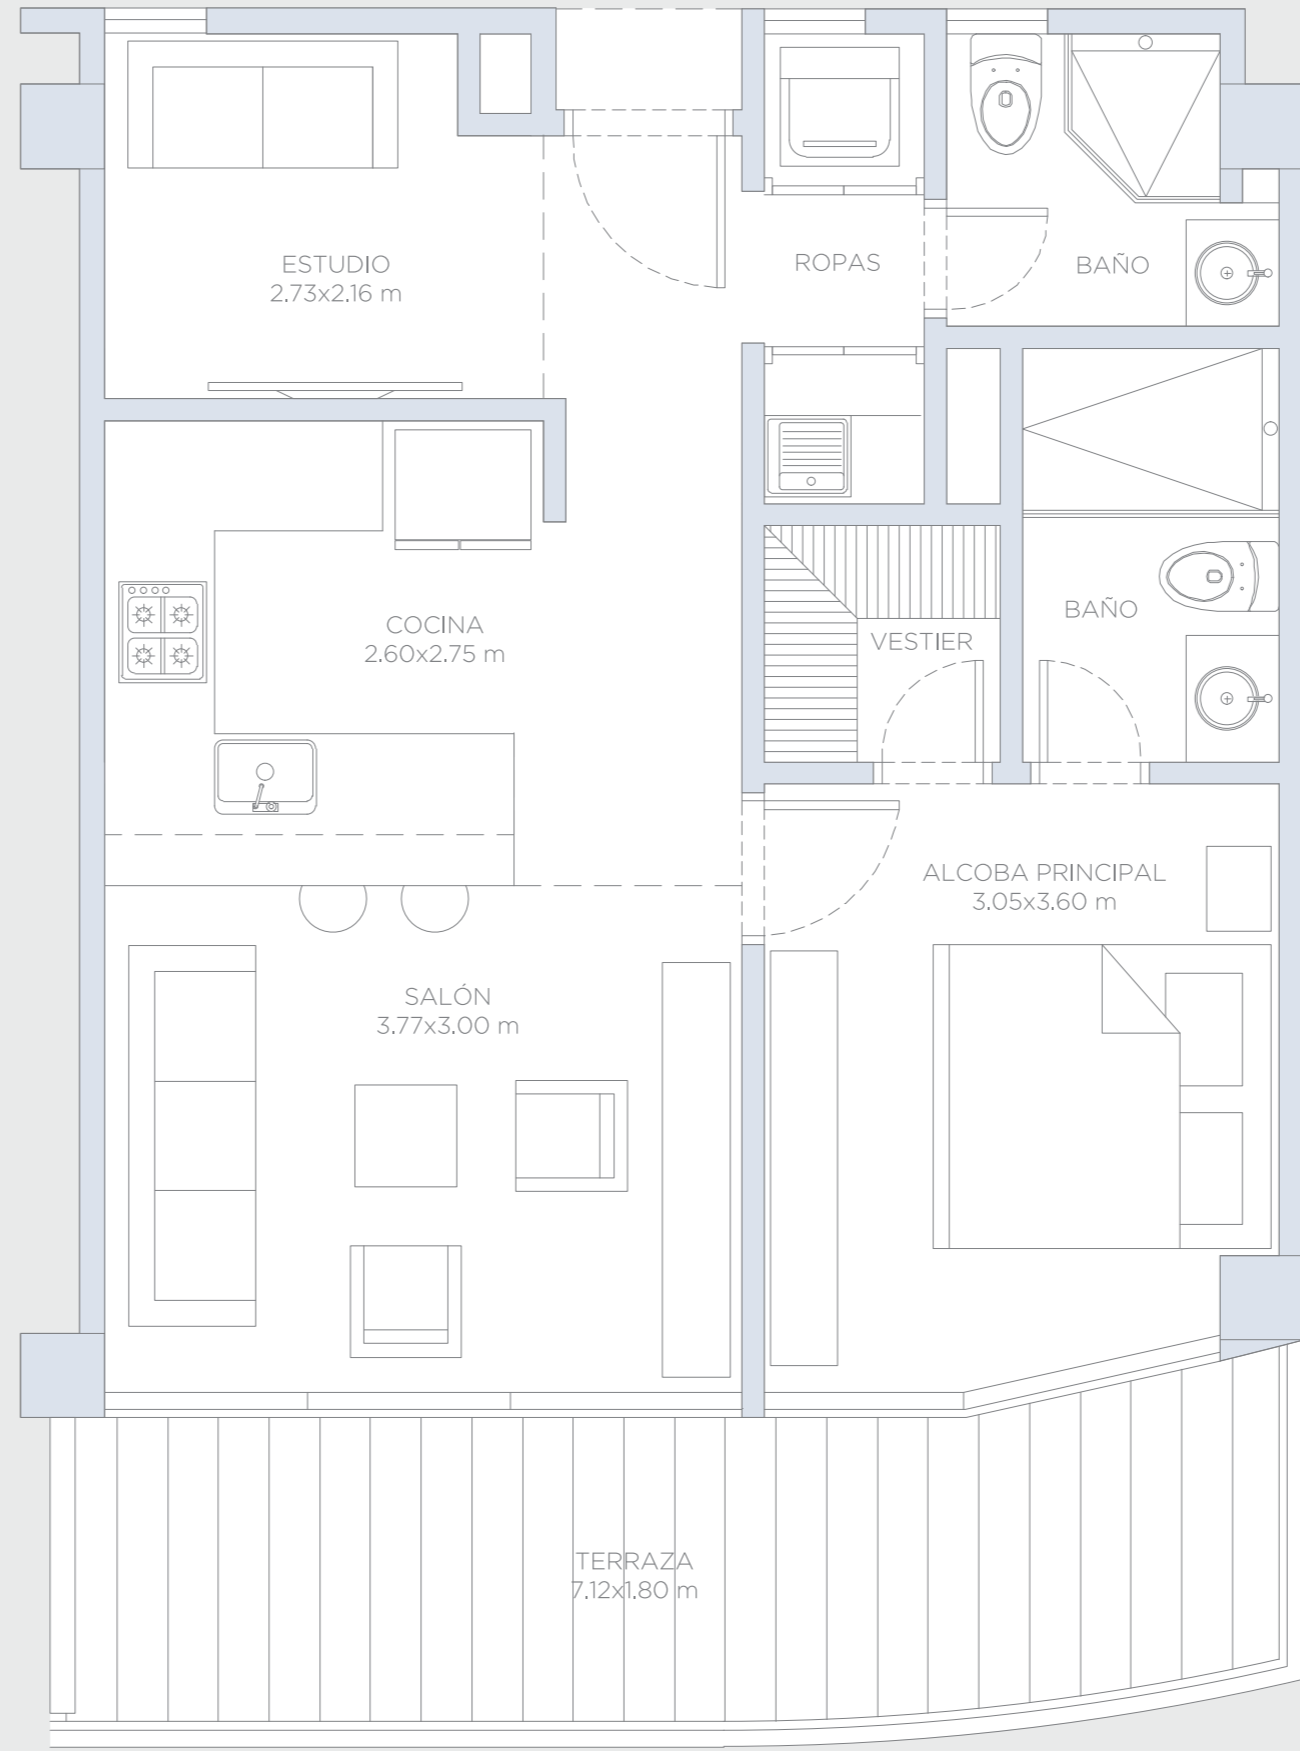 ESTUDIO
2.73x2.16 m
ROPAS
BAÑO
COCINA
2.60x2.75 m
VESTIER
BAÑO
ALCOBA PRINCIPAL
3.05x3.60 m
SALÓN
3.77x3.00 m
TERRAZA
7.12x1.80 m